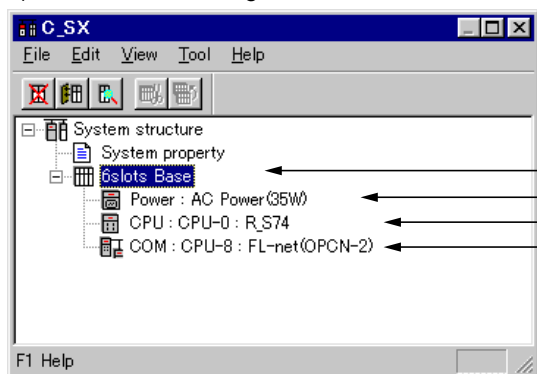 C_SX
File Edit View Tool Help
System structure
System property
6slots Base
Power : AC Power(35W)
CPU : CPU-0 : R_S74
COM : CPU-8 : FL-net(OPCN-2)
F1 Help